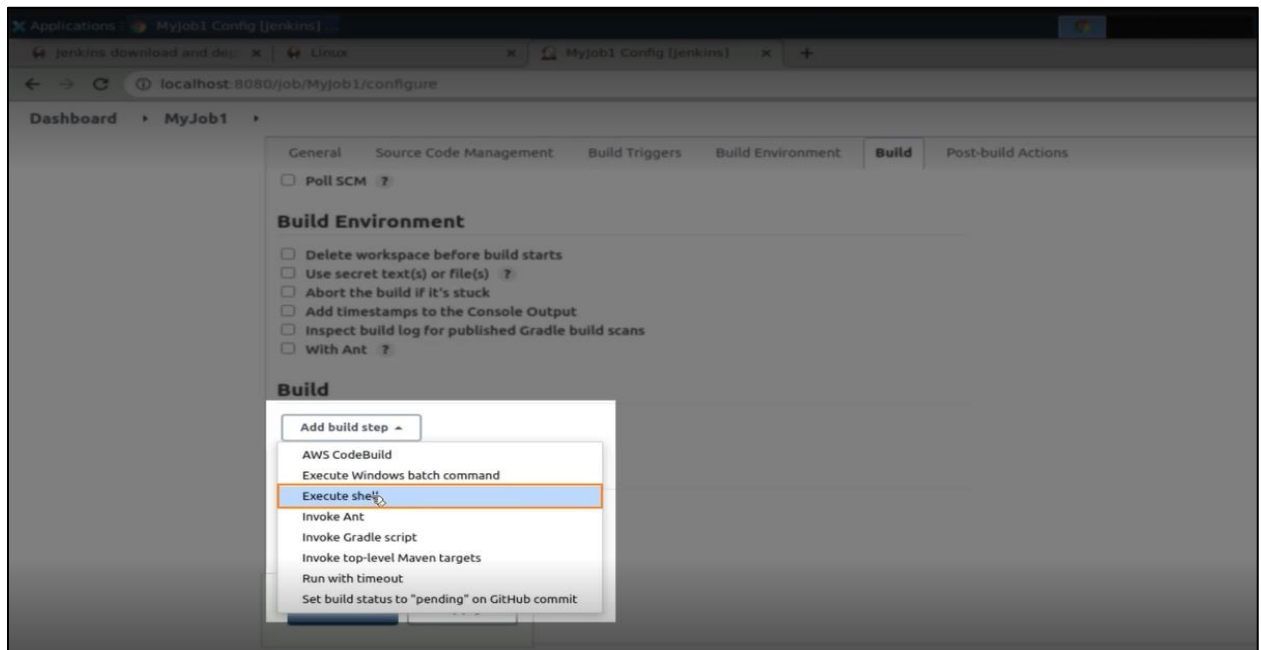 Applications : MyJob1 Config [Jenkins]
Jenkins download and dep × Linux × MyJob1 Config [Jenkins] × +
localhost:8080/job/MyJob1/configure
Dashboard MyJob1
General Source Code Management Build Triggers Build Environment Build Post-build Actions
Poll SCM ?
Build Environment
Delete workspace before build starts
Use secret text(s) or file(s) ?
Abort the build if it's stuck
Add timestamps to the Console Output
Inspect build log for published Gradle build scans
With Ant ?
Build
Add build step
AWS CodeBuild
Execute Windows batch command
Execute shell
Invoke Ant
Invoke Gradle script
Invoke top-level Maven targets
Run with timeout
Set build status to "pending" on GitHub commit